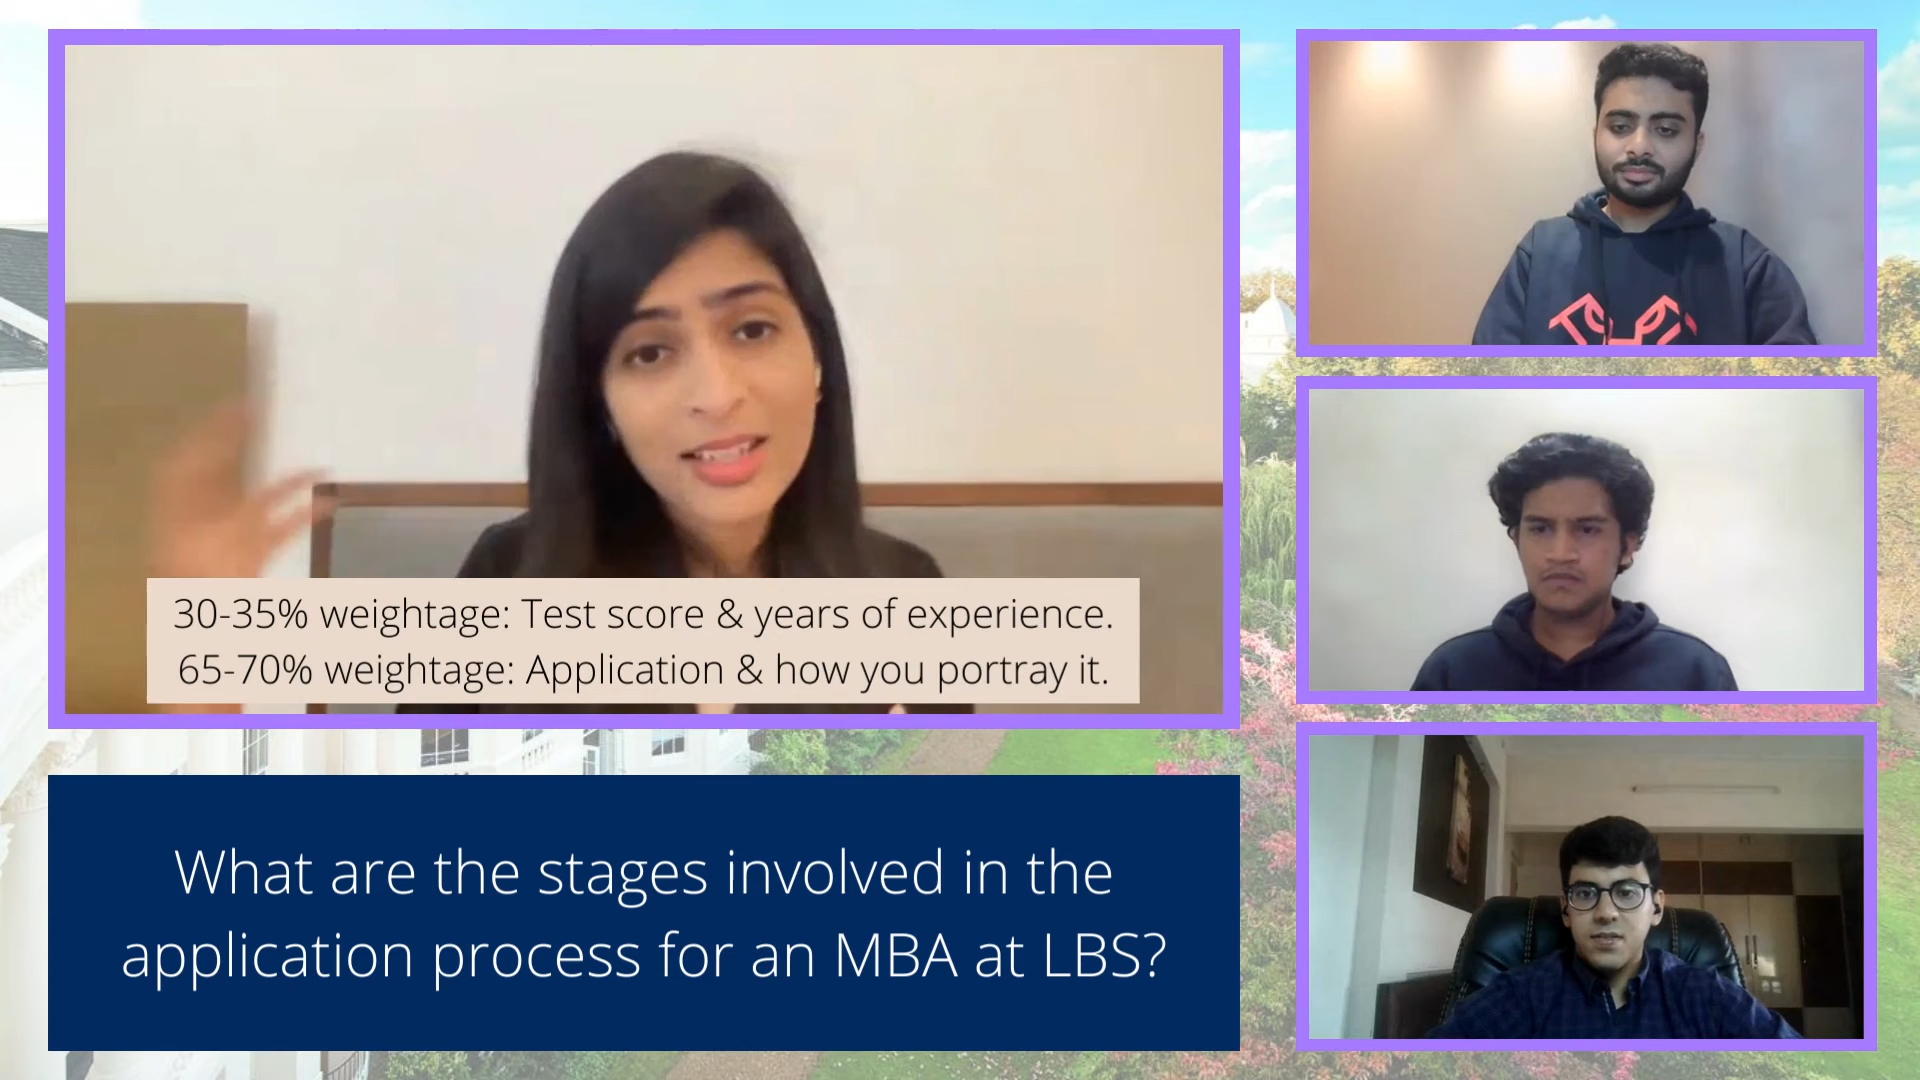 30-35% weightage: Test score & years of experience.
65-70% weightage: Application & how you portray it.
What are the stages involved in the
application process for an MBA at LBS?